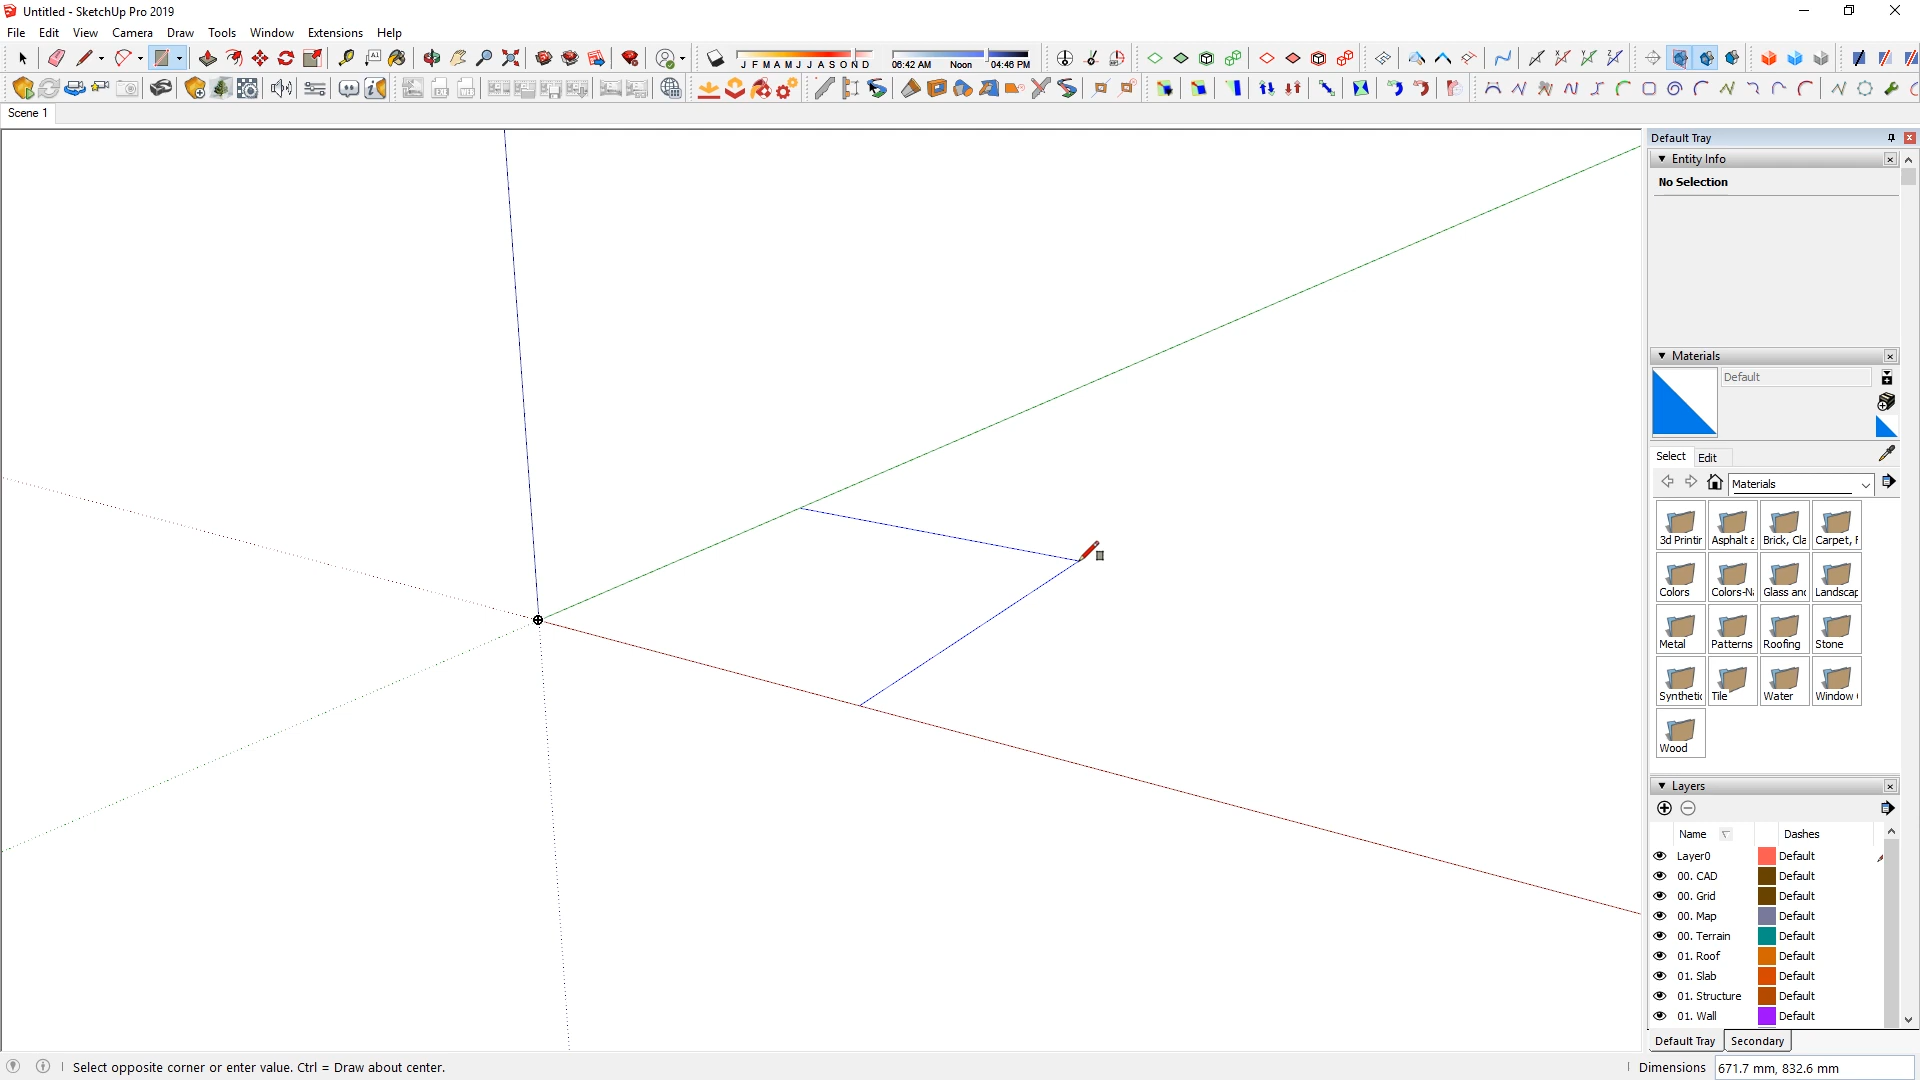 Untitled - SketchUp Pro 2019
File Edit View Camera Draw Tools Window Extensions Help
J F M A M J J A S O N D
06:42 AM Noon 04:46 PM
Scene 1
Default Tray
Entity Info
No Selection
Materials
Default
Select Edit
Materials
3d Printir Asphalt a Brick, Cla Carpet, F
Colors Colors-Na Glass and Landscap
Metal Patterns Roofing Stone
Synthetic Tile Water Window
Wood
Layers
Name Dashes
Layer0 Default
00. CAD Default
00. Grid Default
00. Map Default
00. Terrain Default
01. Roof Default
01. Slab Default
01. Structure Default
01. Wall Default
Default Tray Secondary
Select opposite corner or enter value. Ctrl = Draw about center.
Dimensions 671.7 mm, 832.6 mm